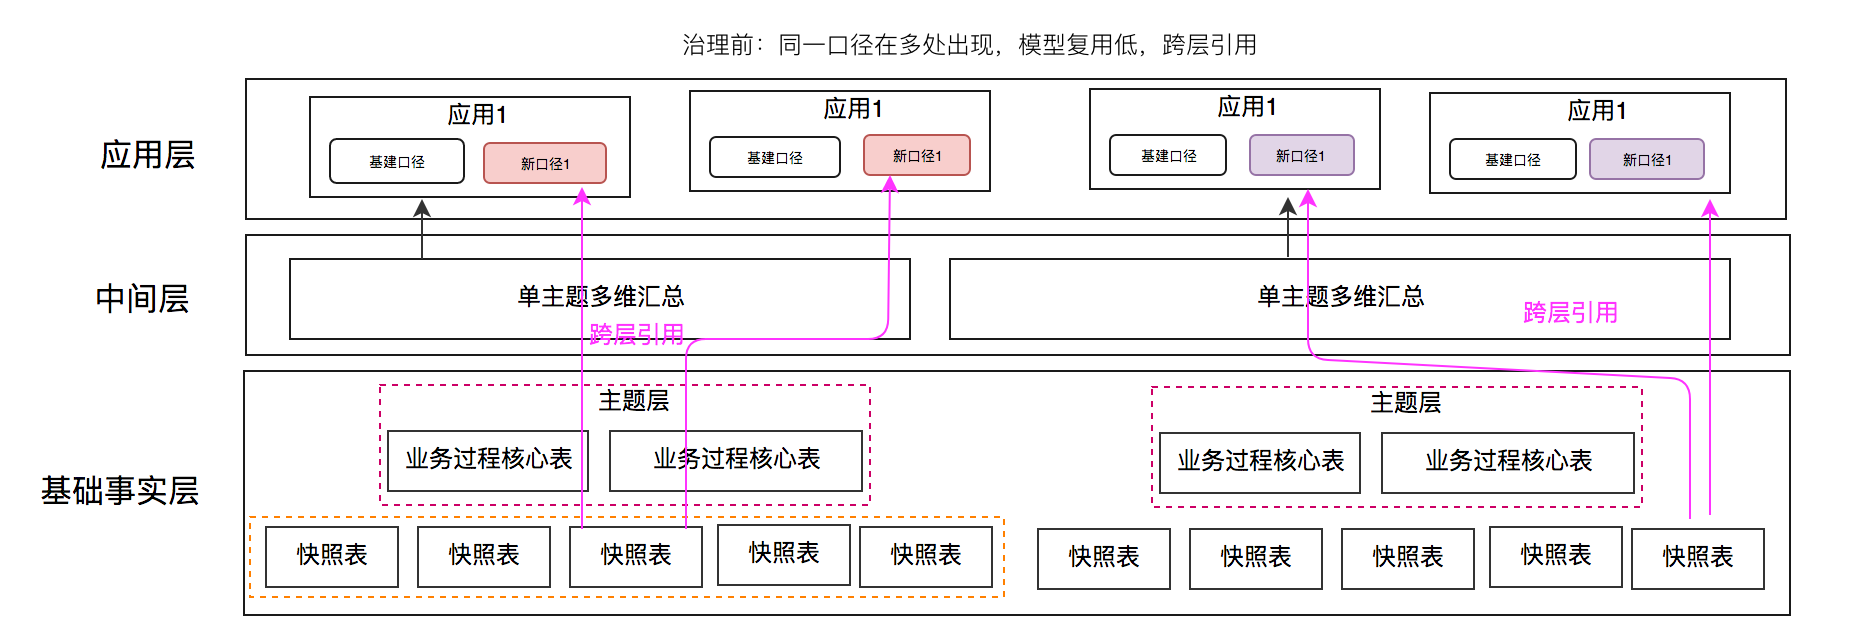 治理前：同一口径在多处出现，模型复用低，跨层引用
应用层
应用1
基建口径
新口径1
应用1
基建口径
新口径1
应用1
基建口径
新口径1
应用1
基建口径
新口径1
中间层
单主题多维汇总
跨层引用
单主题多维汇总
跨层引用
基础事实层
主题层
业务过程核心表
业务过程核心表
主题层
业务过程核心表
业务过程核心表
快照表
快照表
快照表
快照表
快照表
快照表
快照表
快照表
快照表
快照表